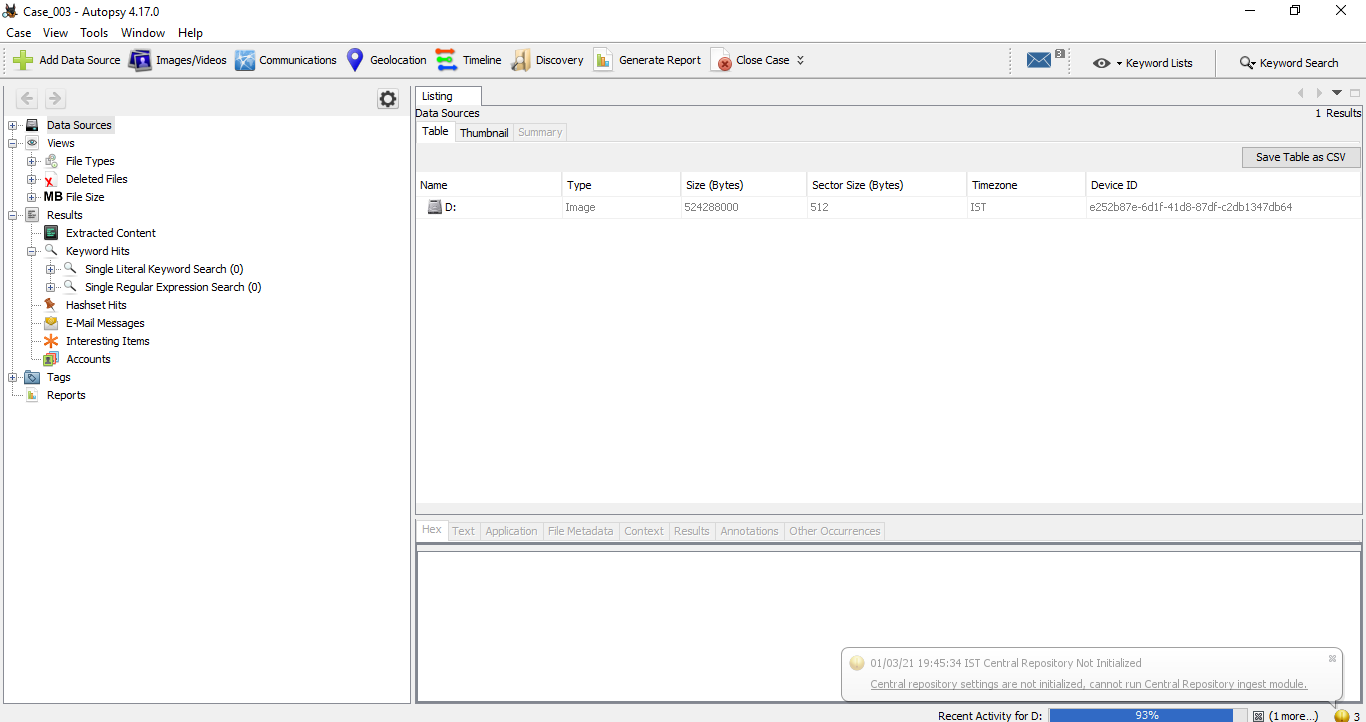 Case_003 - Autopsy 4.17.0
Case View Tools Window Help
Add Data Source Images/Videos Communications Geolocation Timeline Discovery Generate Report Close Case 3 Keyword Lists Keyword Search
Data Sources
Views
File Types
Deleted Files
MB File Size
Results
Extracted Content
Keyword Hits
Single Literal Keyword Search (0)
Single Regular Expression Search (0)
Hashset Hits
E-Mail Messages
Interesting Items
Accounts
Tags
Reports
Listing
Data Sources 1 Results
Table Thumbnail Summary
Save Table as CSV
Name Type Size (Bytes) Sector Size (Bytes) Timezone Device ID
D: Image 524288000 512 IST e252b87e-6d1f-41d8-87df-c2db1347db64
Hex Text Application File Metadata Context Results Annotations Other Occurrences
01/03/21 19:45:34 IST Central Repository Not Initialized
Central repository settings are not initialized, cannot run Central Repository ingest module.
Recent Activity for D: 93% (1 more...) 3